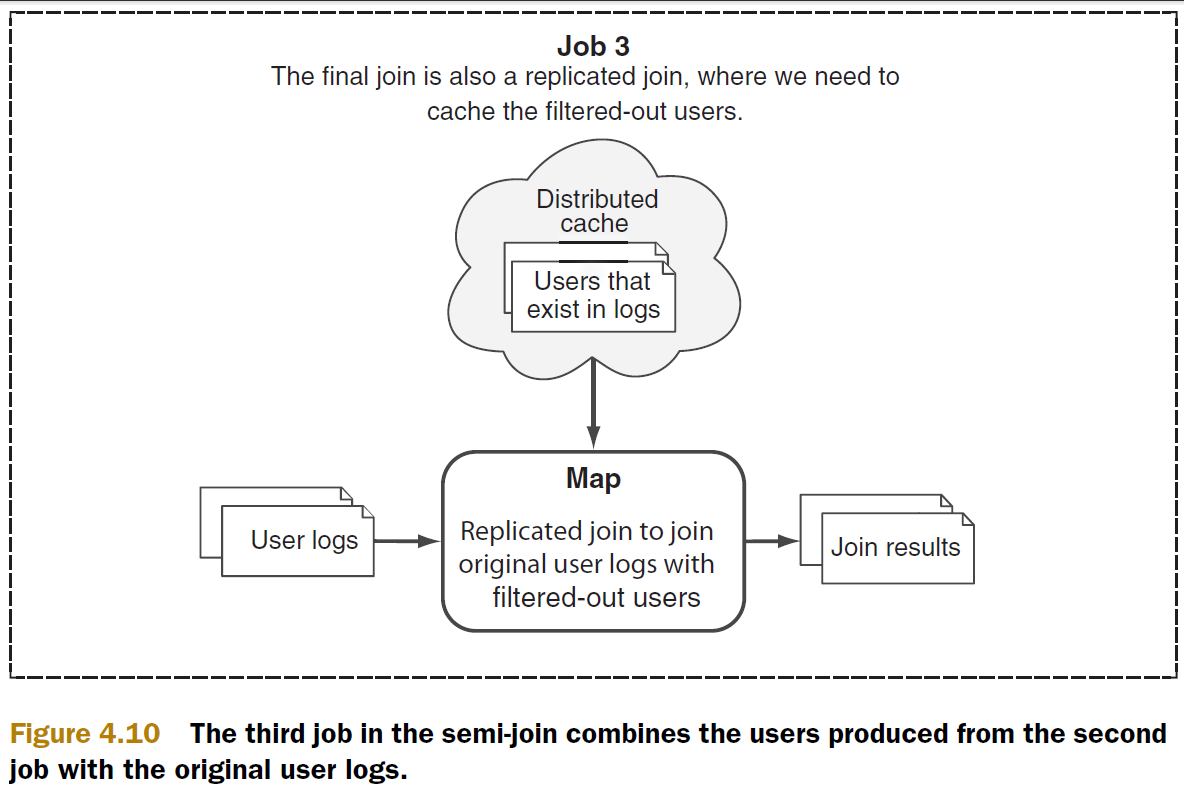 Job 3
The final join is also a replicated join, where we need to
cache the filtered-out users.
Distributed
cache
Users that
exist in logs
Map
Replicated join to join
original user logs with
filtered-out users
User logs
Join results
Figure 4.10 The third job in the semi-join combines the users produced from the second
job with the original user logs.